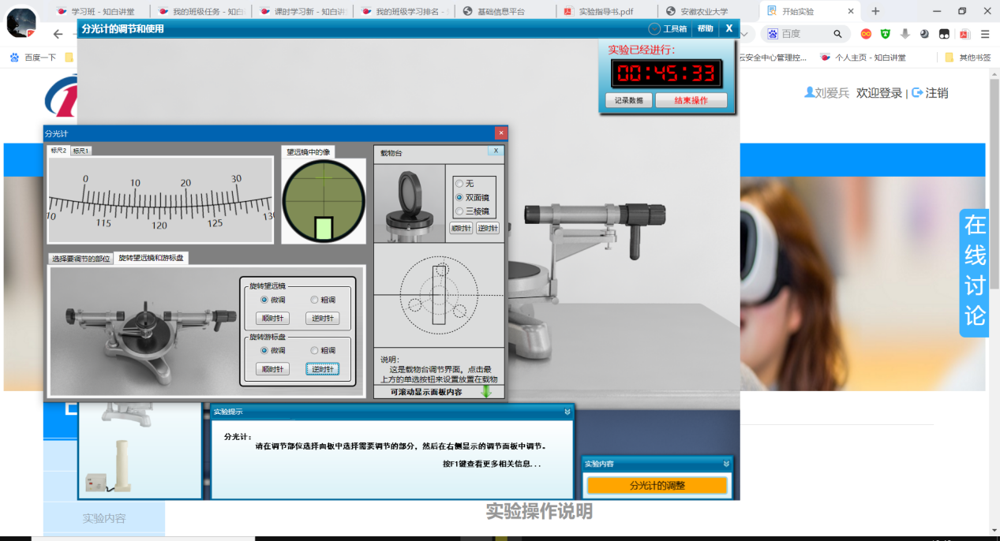 学习班 - 知白讲堂
我的班级任务 - 知白
课时学习新 - 知白讲
我的班级学习排名 -
基础信息平台
实验指导书.pdf
安徽农业大学
开始实验
百度
百度一下
云安全中心管理控...
个人主页 - 知白讲堂
其他书签
分光计的调节和使用
工具箱
帮助
X
实验已经进行：
00:45:33
记录数据
结束操作
刘爱兵 欢迎登录 | 注销
分光计
标尺2 标尺1
0 10 20 30
10 115 120 125 130
望远镜中的像
载物台
X
无
双面镜
三棱镜
顺时针 逆时针
选择要调节的部位 旋转望远镜和游标盘
旋转望远镜
微调 粗调
顺时针 逆时针
旋转游标盘
微调 粗调
顺时针 逆时针
说明：
这是载物台调节界面，点击最
上方的单选按钮来设置放置在载物
可滚动显示面板内容
在线讨论
实验提示
分光计：
请在调节部位选择面板中选择需要调节的部分，然后在右侧显示的调节面板中调节。
按F1键查看更多相关信息...
实验内容
分光计的调整
实验操作说明
实验内容